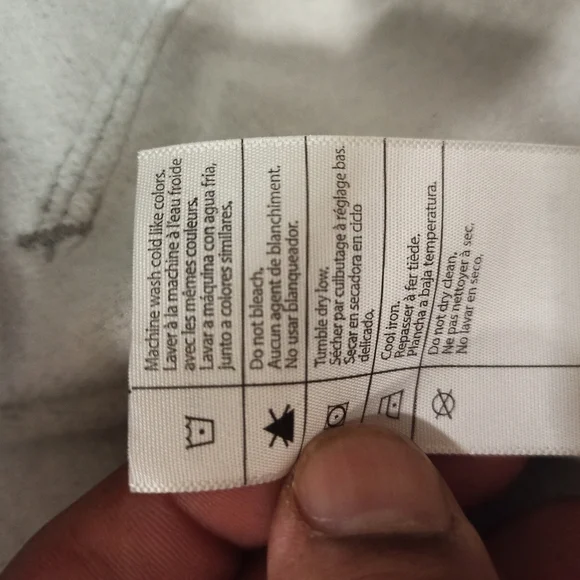 Machine wash cold like colors.
Laver à la machine à l'eau froide
avec les mêmes couleurs.
Lavar a máquina con agua fria,
junto a colores similares,
Do not bleach.
Aucun agent de blanchiment.
No usar blanqueador.
Tumble dry low,
Sécher par culbutage à réglage bas.
Secar en secadora en ciclo
delicado.
Cool iron.
Repasser à fer tiède.
Plancha a baja temperatura.
Do not dry clean.
Ne pas nettoyer à sec.
No lavar en seco.